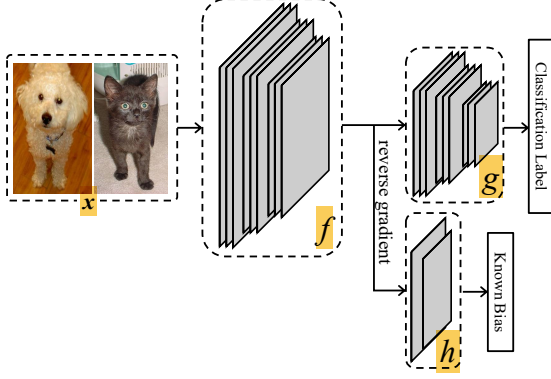 x
f
g
Classification Label
reverse gradient
h
Known Bias